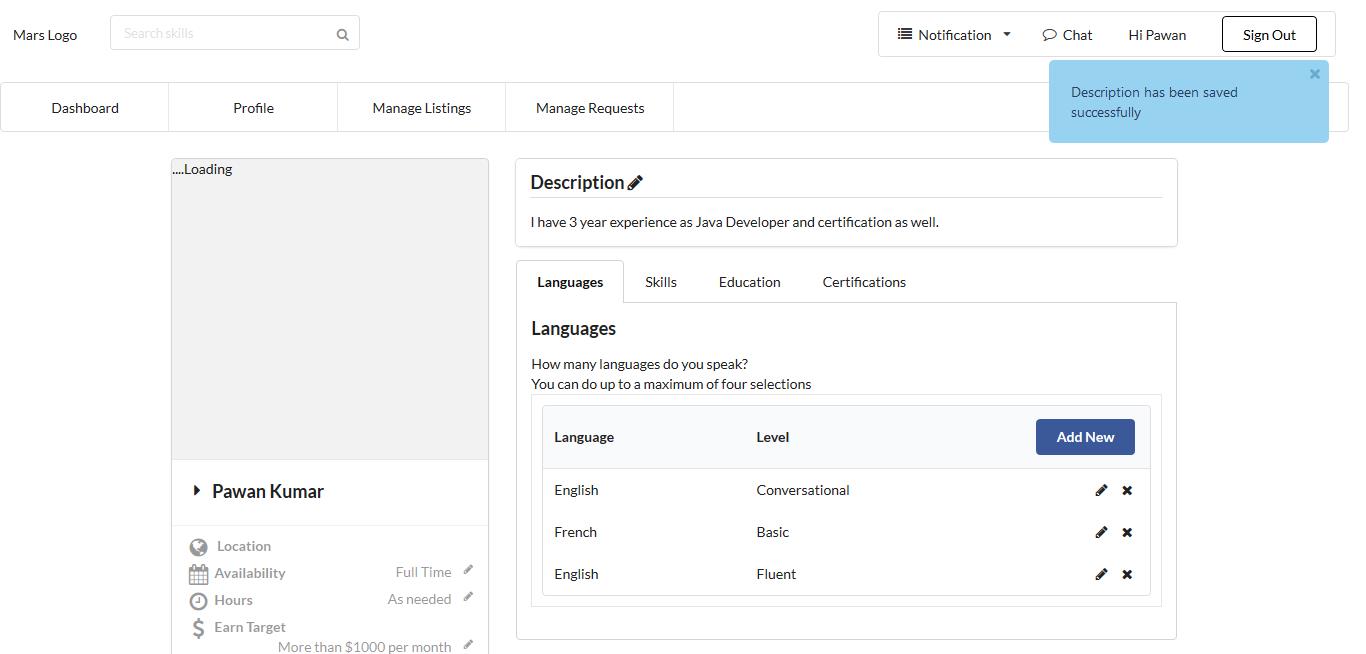 Mars Logo
Search skills
Notification
Chat
Hi Pawan
Sign Out
Description has been saved
successfully
Dashboard
Profile
Manage Listings
Manage Requests
....Loading
Pawan Kumar
Location
Availability
Full Time
Hours
As needed
Earn Target
More than $1000 per month
Description
I have 3 year experience as Java Developer and certification as well.
Languages
Skills
Education
Certifications
Languages
How many languages do you speak?
You can do up to a maximum of four selections
Language
Level
Add New
English
Conversational
French
Basic
English
Fluent